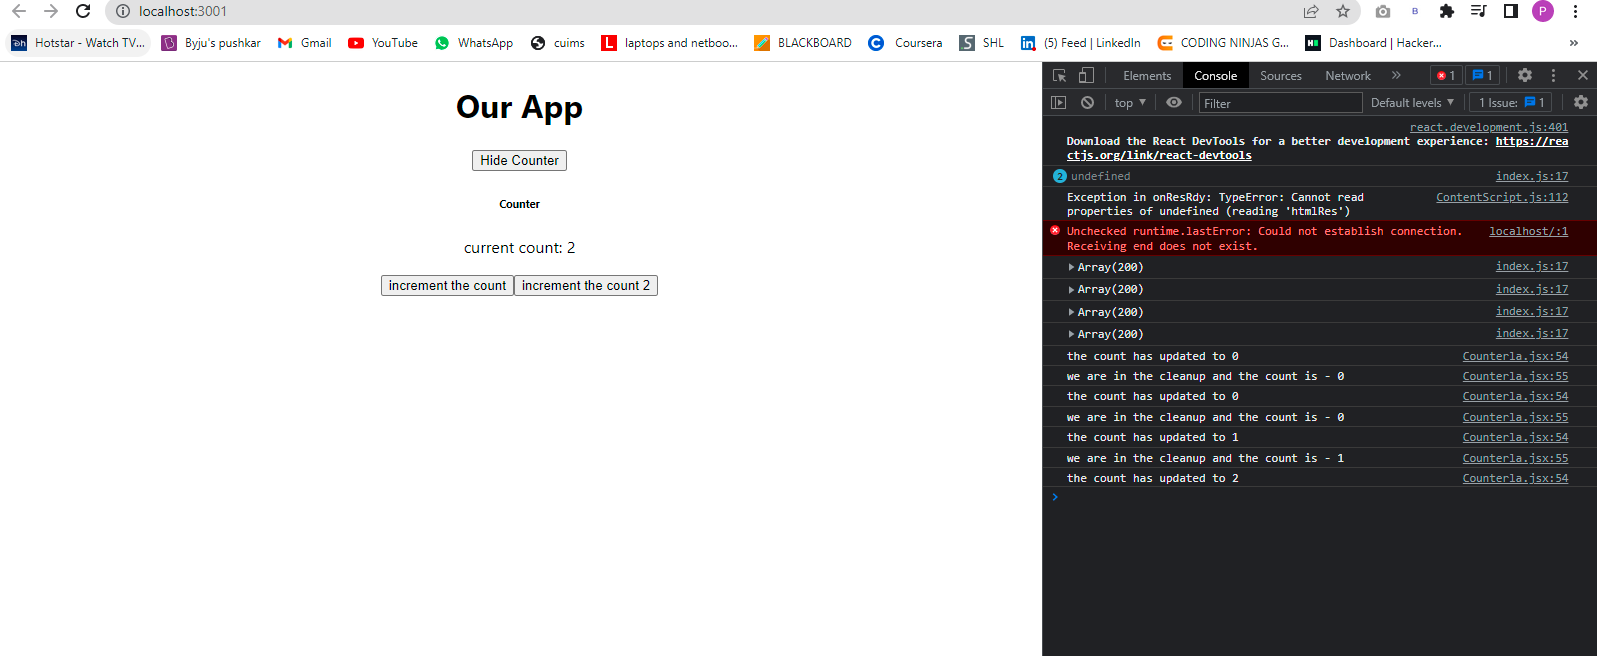 localhost:3001
B
P
Hotstar - Watch TV...
Byju's pushkar
Gmail
YouTube
WhatsApp
cuims
L laptops and netboo...
BLACKBOARD
C Coursera
S SHL
in (5) Feed | LinkedIn
CODING NINJAS G...
Dashboard | Hacker...
»
Our App
Hide Counter
Counter
current count: 2
increment the count increment the count 2
Elements Console Sources Network » 1 1
top Filter Default levels 1 Issue: 1
react.development.js:401
Download the React DevTools for a better development experience: https://rea
ctjs.org/link/react-devtools
2 undefined index.js:17
Exception in onResRdy: TypeError: Cannot read ContentScript.js:112
properties of undefined (reading 'htmlRes')
Unchecked runtime.lastError: Could not establish connection. localhost/:1
Receiving end does not exist.
Array(200) index.js:17
Array(200) index.js:17
Array(200) index.js:17
Array(200) index.js:17
the count has updated to 0 Counterla.jsx:54
we are in the cleanup and the count is - 0 Counterla.jsx:55
the count has updated to 0 Counterla.jsx:54
we are in the cleanup and the count is - 0 Counterla.jsx:55
the count has updated to 1 Counterla.jsx:54
we are in the cleanup and the count is - 1 Counterla.jsx:55
the count has updated to 2 Counterla.jsx:54